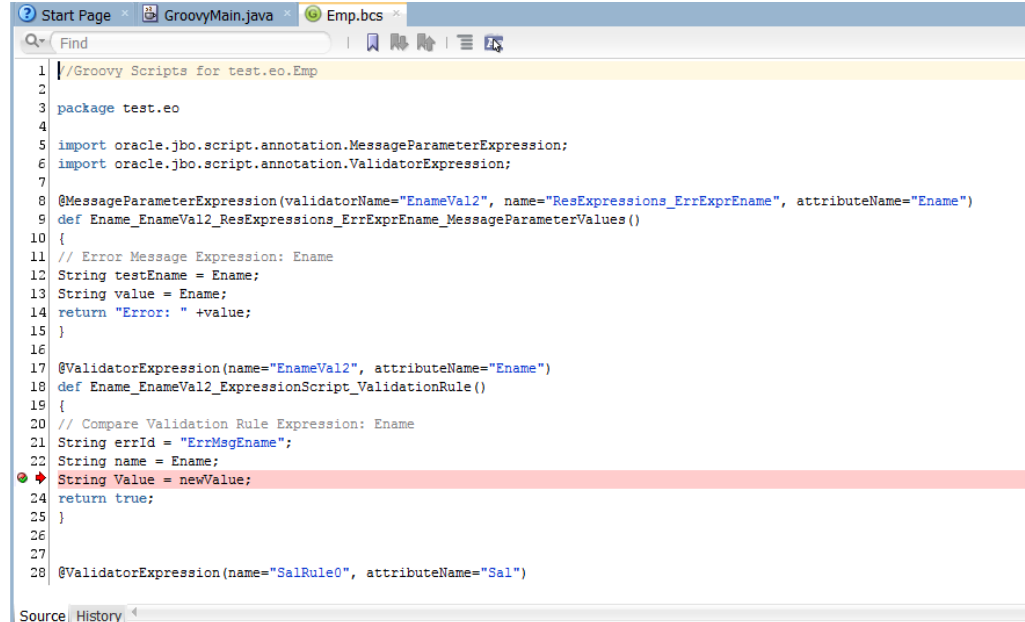 Start Page GroovyMain.java Emp.bcs
Find
1 //Groovy Scripts for test.eo.Emp
2
3 package test.eo
4
5 import oracle.jbo.script.annotation.MessageParameterExpression;
6 import oracle.jbo.script.annotation.ValidatorExpression;
7
8 @MessageParameterExpression(validatorName="EnameVal2", name="ResExpressions_ErrExprEname", attributeName="Ename")
9 def Ename_EnameVal2_ResExpressions_ErrExprEname_MessageParameterValues()
10 {
11 // Error Message Expression: Ename
12 String testEname = Ename;
13 String value = Ename;
14 return "Error: " +value;
15 }
16
17 @ValidatorExpression(name="EnameVal2", attributeName="Ename")
18 def Ename_EnameVal2_ExpressionScript_ValidationRule()
19 {
20 // Compare Validation Rule Expression: Ename
21 String errId = "ErrMsgEname";
22 String name = Ename;
String Value = newValue;
24 return true;
25 }
26
27
28 @ValidatorExpression(name="SalRule0", attributeName="Sal")
Source History